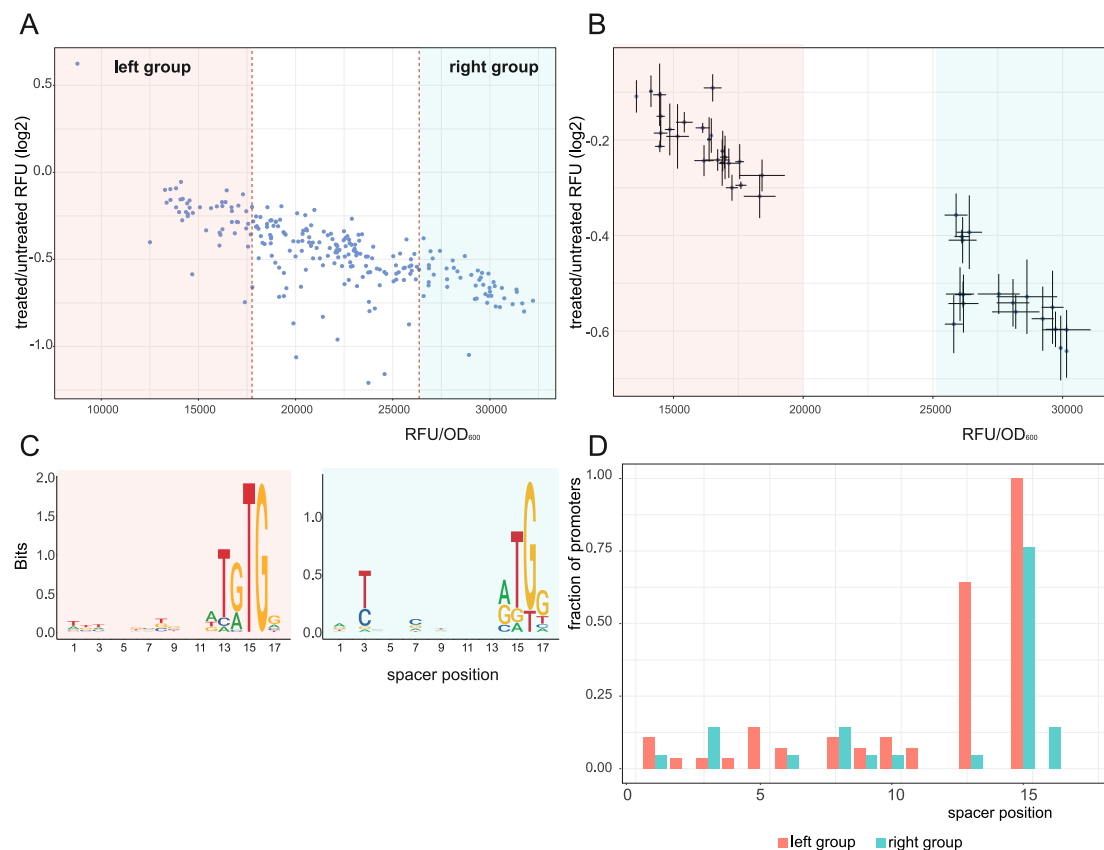 A
B
left group
right group
treated/untreated RFU (log2)
0.5
0.0
-0.5
-1.0
10000 15000 20000 25000 30000
RFU/OD₆₀₀
treated/untreated RFU (log2)
-0.2
-0.4
-0.6
15000 20000 25000 30000
RFU/OD₆₀₀
C
D
Bits
2.0
1.5
1.0
0.5
0.0
1 3 5 7 9 11 13 15 17
1.0
0.5
0.0
1 3 5 7 9 11 13 15 17
spacer position
fraction of promoters
1.00
0.75
0.50
0.25
0.00
0 5 10 15
spacer position
left group right group